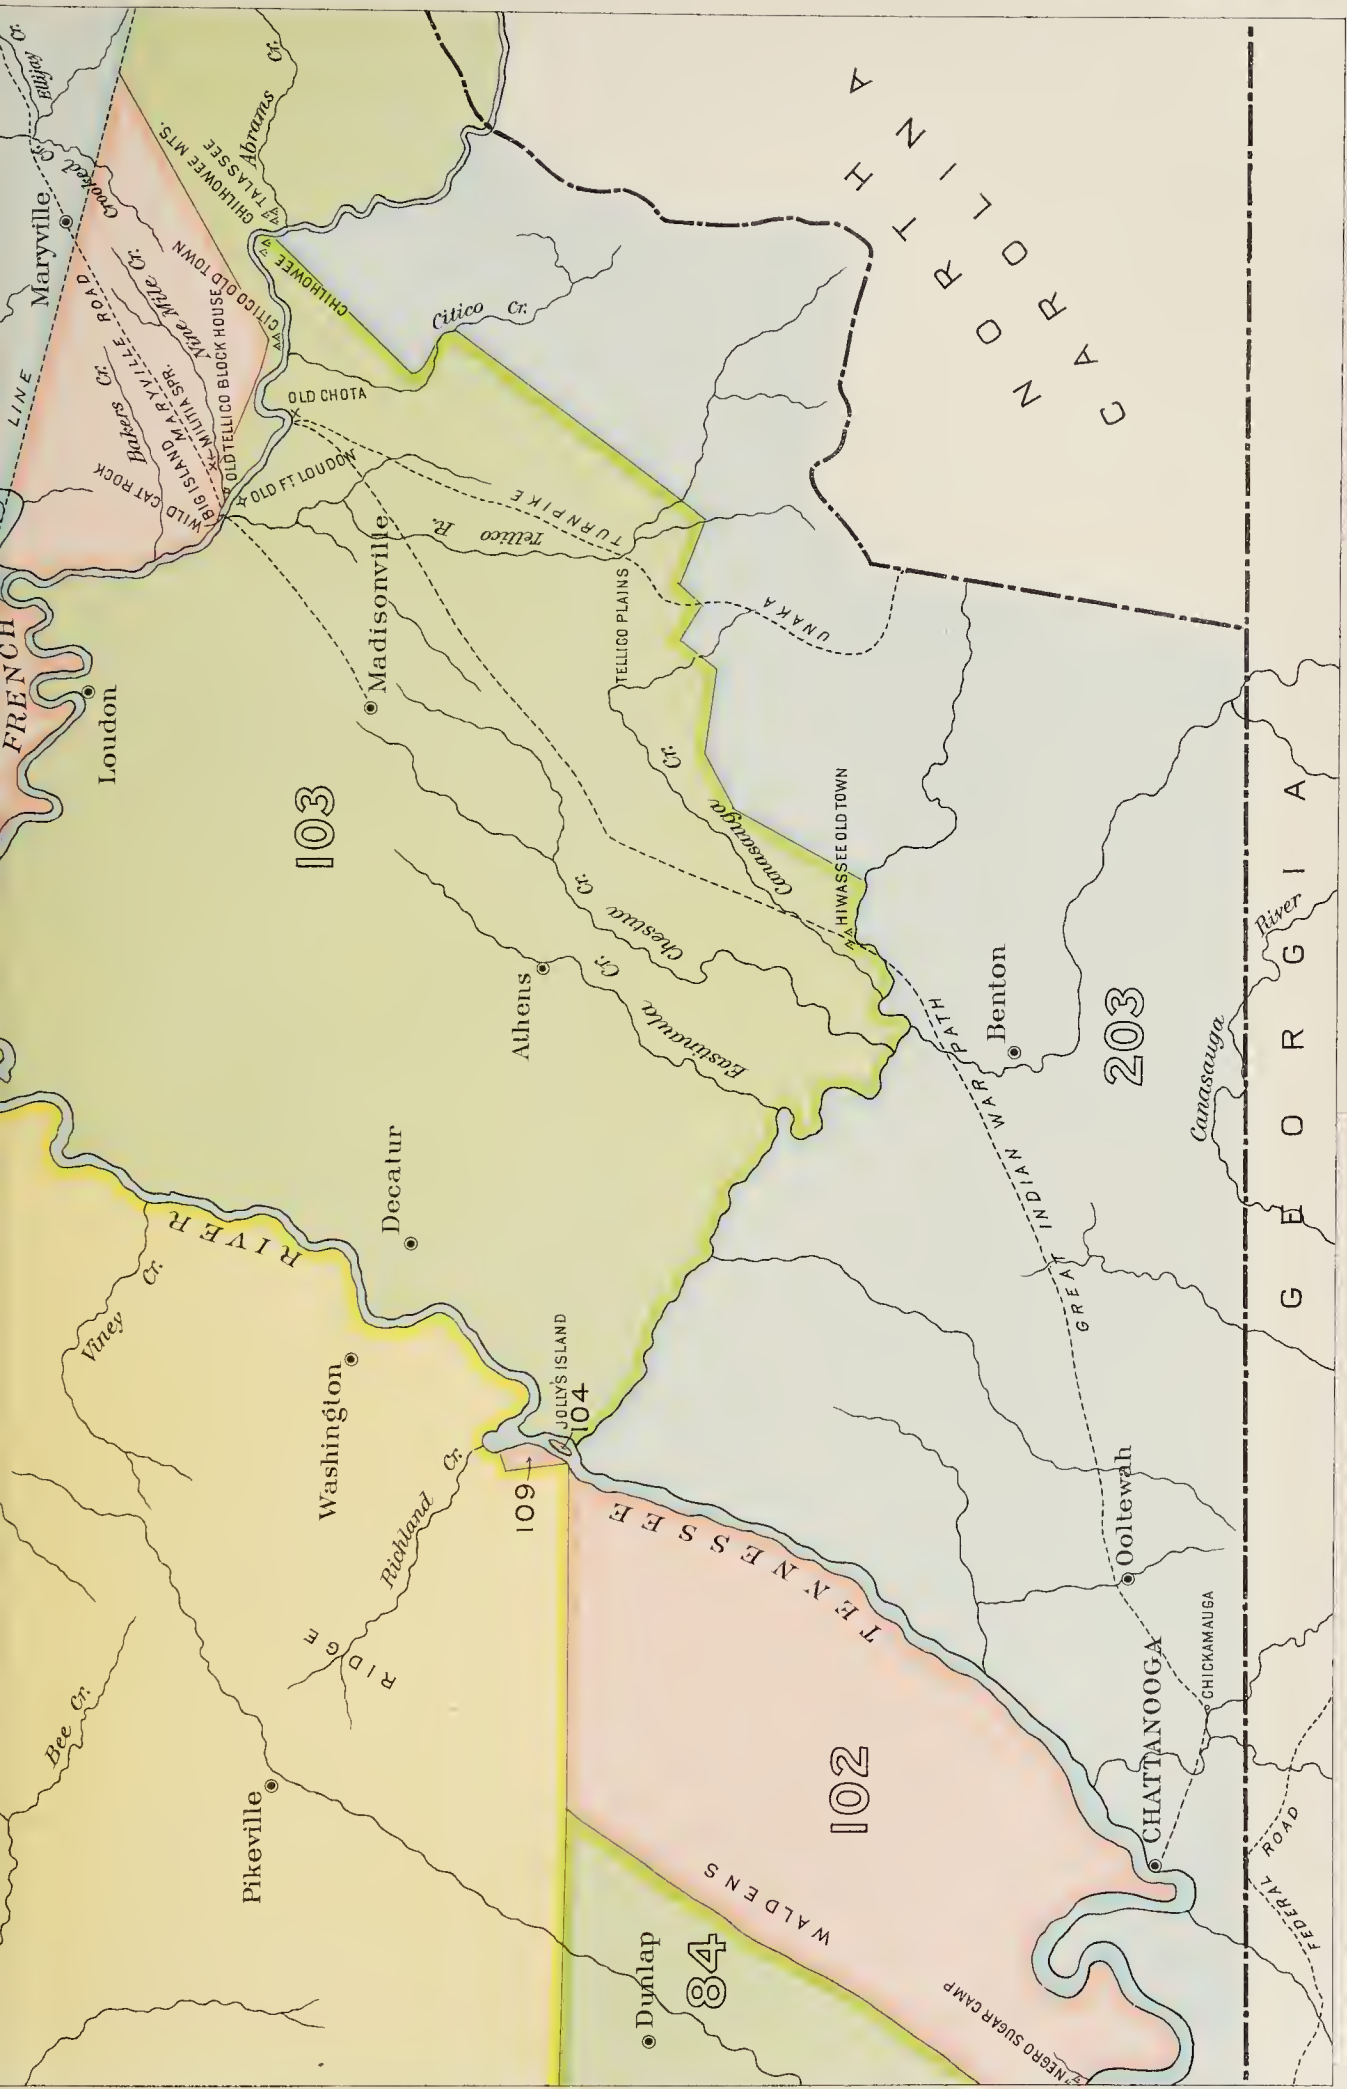 LINE
Maryville
Ellijay Cr.
Crooked Cr.
Abrams Cr.
CHILHOWEE MTS.
TALASSEE
CHILHOWEE
CITICO OLD TOWN
CITICO
Nine Mile Cr.
ROAD
MARYVILLE
BIG ISLAND
MILITIA SPR.
Bakers Cr.
OLD TELLICO BLOCK HOUSE
WILD CAT ROCK
OLD FT. LOUDON
OLD CHOTA
Citico Cr.
FRENCH
Loudon
Madisonville
103
Tellico R.
TURNPIKE
UNAKA
TELLICO PLAINS
Canasauga Cr.
HIWASSEE OLD TOWN
Chestua Cr.
Eastinaula Cr.
Athens
Decatur
RIVER
Viney Cr.
Washington
Richland Cr.
JOLLY'S ISLAND
104
109
RIDGE
Bee Cr.
Pikeville
Dunlap
84
WALDENS
102
TENNESSEE
NEGRO SUGAR CAMP
CHATTANOOGA
CHICKAMAUGA
Ooltewah
GREAT INDIAN WAR PATH
Benton
203
Canasauga River
FEDERAL ROAD
GEORGIA
NORTH
CAROLINA